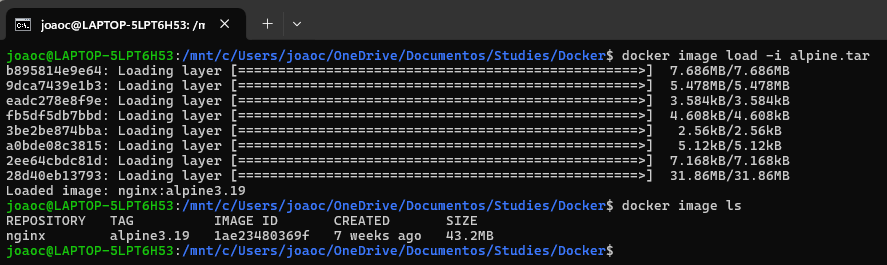 joaoc@LAPTOP-5LPT6H53: /m
joaoc@LAPTOP-5LPT6H53:/mnt/c/Users/joaoc/OneDrive/Documentos/Studies/Docker$ docker image load -i alpine.tar
b895814e9e64: Loading layer [==================================================>]  7.686MB/7.686MB
9dca7439e1b3: Loading layer [==================================================>]  5.478MB/5.478MB
eadc278e8f9e: Loading layer [==================================================>]  3.584kB/3.584kB
fb5df5db7bbd: Loading layer [==================================================>]  4.608kB/4.608kB
3be2be874bba: Loading layer [==================================================>]   2.56kB/2.56kB
a0bde08c3815: Loading layer [==================================================>]   5.12kB/5.12kB
2ee64cbdc81d: Loading layer [==================================================>]  7.168kB/7.168kB
28d40eb13793: Loading layer [==================================================>]  31.86MB/31.86MB
Loaded image: nginx:alpine3.19
joaoc@LAPTOP-5LPT6H53:/mnt/c/Users/joaoc/OneDrive/Documentos/Studies/Docker$ docker image ls
REPOSITORY   TAG          IMAGE ID       CREATED       SIZE
nginx        alpine3.19   1ae23480369f   7 weeks ago   43.2MB
joaoc@LAPTOP-5LPT6H53:/mnt/c/Users/joaoc/OneDrive/Documentos/Studies/Docker$